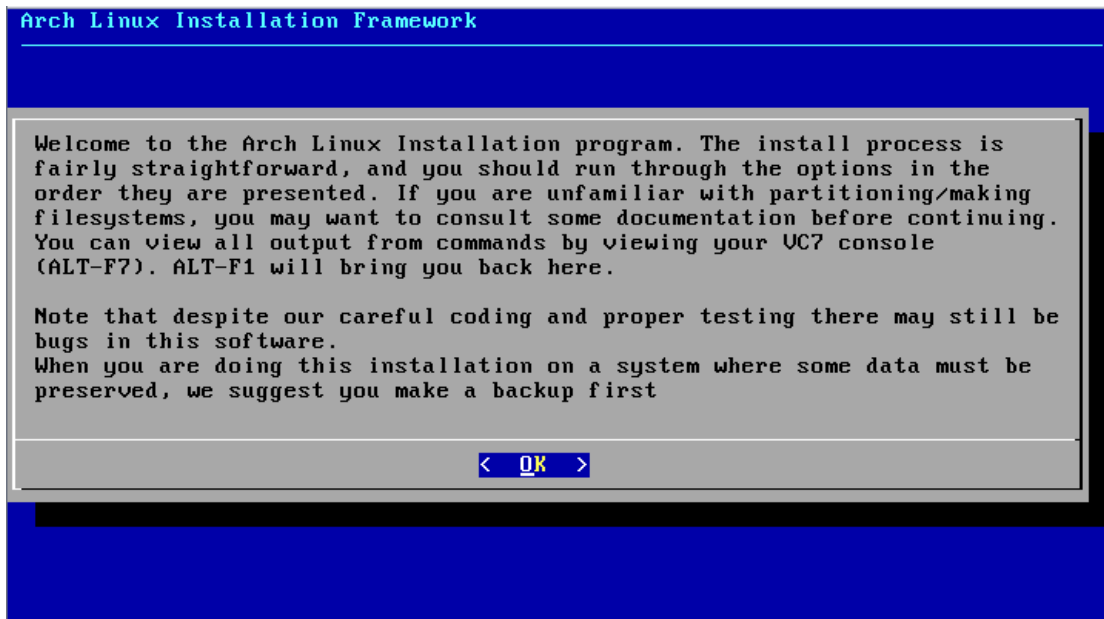 Arch Linux Installation Framework
Welcome to the Arch Linux Installation program. The install process is
fairly straightforward, and you should run through the options in the
order they are presented. If you are unfamiliar with partitioning/making
filesystems, you may want to consult some documentation before continuing.
You can view all output from commands by viewing your VC7 console
(ALT-F7). ALT-F1 will bring you back here.
Note that despite our careful coding and proper testing there may still be
bugs in this software.
When you are doing this installation on a system where some data must be
preserved, we suggest you make a backup first
< OK >